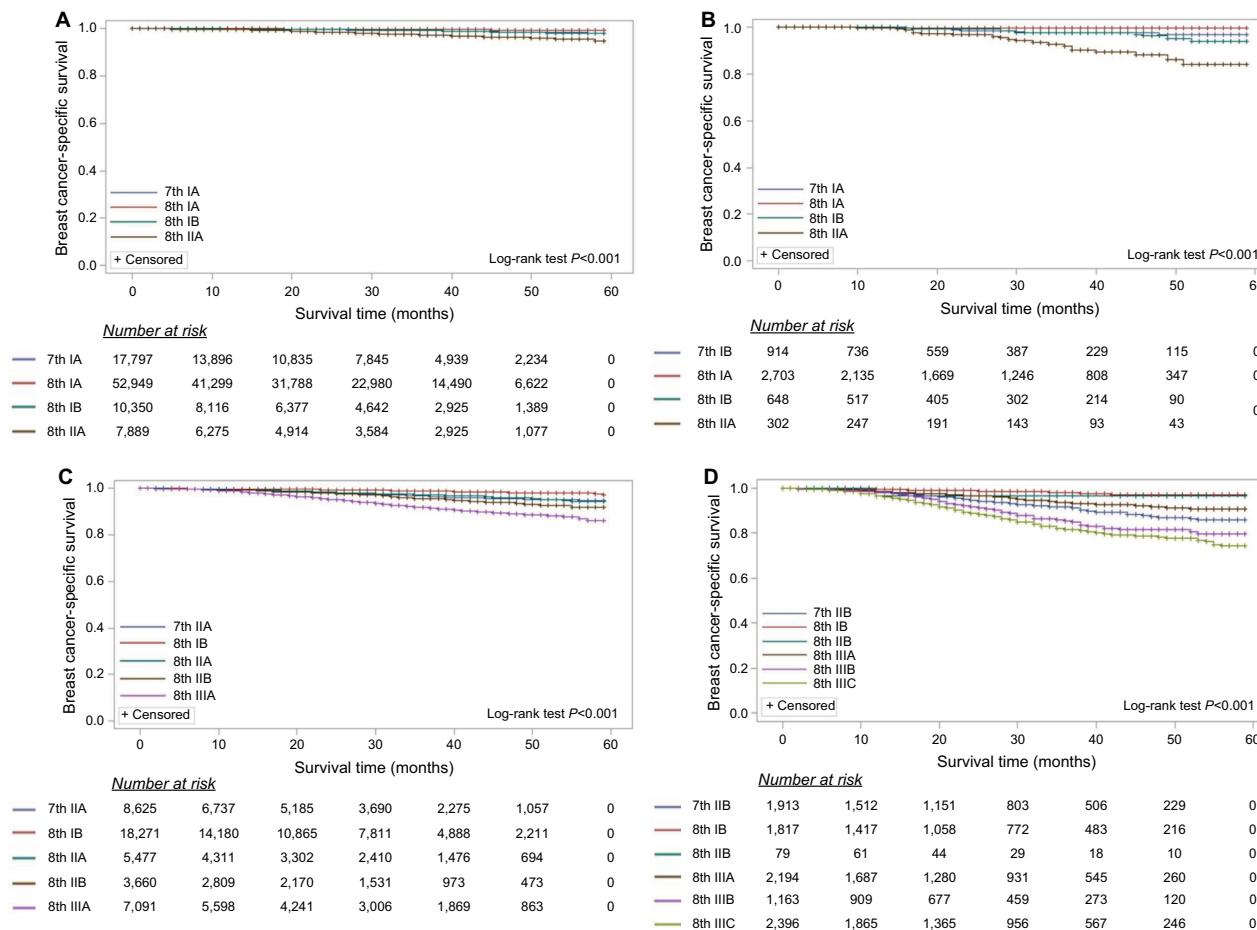 A
Breast cancer-specific survival
1.0
0.8
0.6
0.4
0.2
0.0
7th IA
8th IA
8th IB
8th IIA
+ Censored
Log-rank test P<0.001
0 10 20 30 40 50 60
Survival time (months)
Number at risk
7th IA 17,797 13,896 10,835 7,845 4,939 2,234 0
8th IA 52,949 41,299 31,788 22,980 14,490 6,622 0
8th IB 10,350 8,116 6,377 4,642 2,925 1,389 0
8th IIA 7,889 6,275 4,914 3,584 2,925 1,077 0
B
Breast cancer-specific survival
1.0
0.8
0.6
0.4
0.2
0.0
7th IA
8th IA
8th IB
8th IIA
+ Censored
Log-rank test P<0.001
0 10 20 30 40 50
Survival time (months)
Number at risk
7th IB 914 736 559 387 229 115
8th IA 2,703 2,135 1,669 1,246 808 347
8th IB 648 517 405 302 214 90
8th IIA 302 247 191 143 93 43
C
Breast cancer-specific survival
1.0
0.8
0.6
0.4
0.2
0.0
7th IIA
8th IB
8th IIA
8th IIB
8th IIIA
+ Censored
Log-rank test P<0.001
0 10 20 30 40 50 60
Survival time (months)
Number at risk
7th IIA 8,625 6,737 5,185 3,690 2,275 1,057 0
8th IB 18,271 14,180 10,865 7,811 4,888 2,211 0
8th IIA 5,477 4,311 3,302 2,410 1,476 694 0
8th IIB 3,660 2,809 2,170 1,531 973 473 0
8th IIIA 7,091 5,598 4,241 3,006 1,869 863 0
D
Breast cancer-specific survival
1.0
0.8
0.6
0.4
0.2
0.0
7th IIB
8th IB
8th IIB
8th IIIA
8th IIIB
8th IIIC
+ Censored
Log-rank test P<0.001
0 10 20 30 40 50
Survival time (months)
Number at risk
7th IIB 1,913 1,512 1,151 803 506 229 0
8th IB 1,817 1,417 1,058 772 483 216 0
8th IIB 79 61 44 29 18 10 0
8th IIIA 2,194 1,687 1,280 931 545 260 0
8th IIIB 1,163 909 677 459 273 120 0
8th IIIC 2,396 1,865 1,365 956 567 246 0